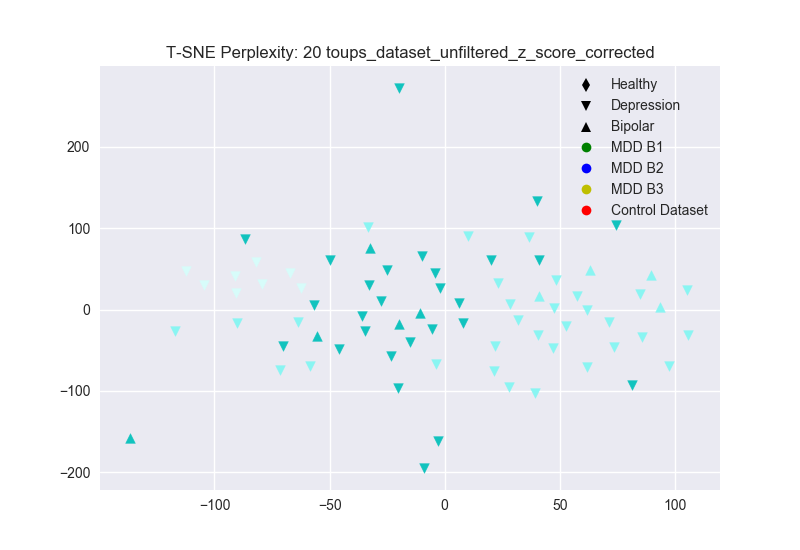 T-SNE Perplexity: 20 toups_dataset_unfiltered_z_score_corrected
Healthy
Depression
Bipolar
MDD B1
MDD B2
MDD B3
Control Dataset
200
100
0
−100
−200
−100
−50
0
50
100